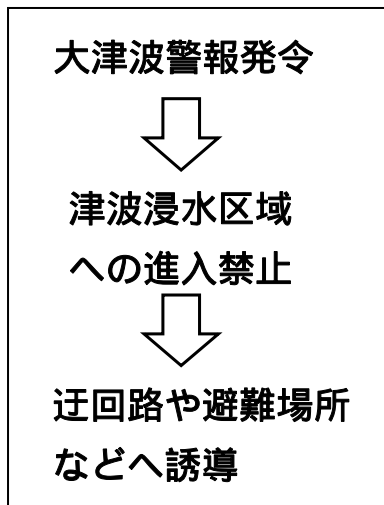 大津波警報発令
津波浸水区域
への進入禁止
迂回路や避難場所
などへ誘導